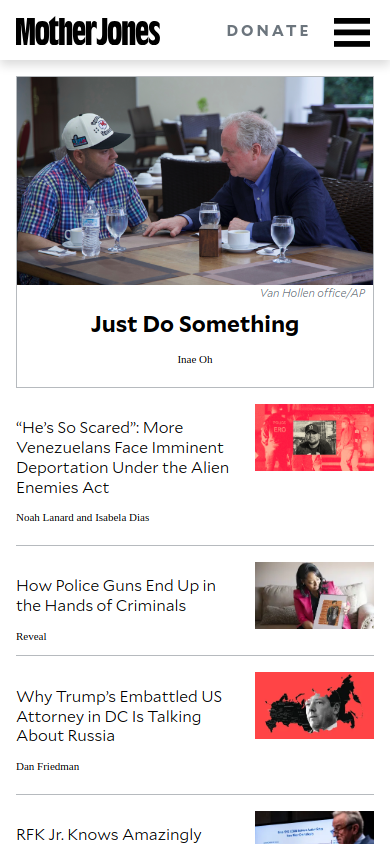 Mother Jones
DONATE
Van Hollen office/AP
Just Do Something
Inae Oh
“He’s So Scared”: More
Venezuelans Face Imminent
Deportation Under the Alien
Enemies Act
Noah Lanard and Isabela Dias
POLICE
ERO
How Police Guns End Up in
the Hands of Criminals
Reveal
Why Trump’s Embattled US
Attorney in DC Is Talking
About Russia
Dan Friedman
RFK Jr. Knows Amazingly